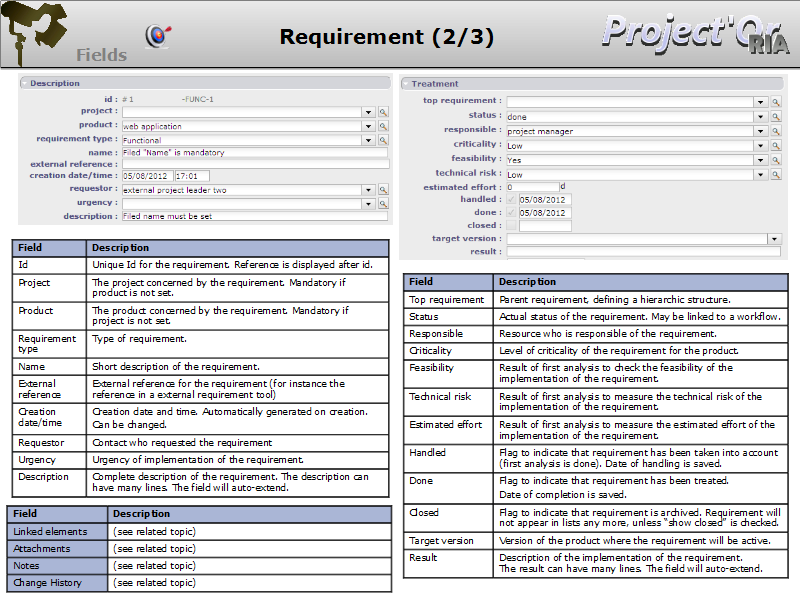 Requirement (2/3)
Project'Or
RIA
Fields
Description
id : # 1 -FUNC-1
project :
product : web application
requirement type : Functional
name : Filed "Name" is mandatory
external reference :
creation date/time : 05/08/2012 17:01
requestor : external project leader two
urgency :
description : Filed name must be set
Treatment
top requirement :
status : done
responsible : project manager
criticality : Low
feasibility : Yes
technical risk : Low
estimated effort : 0 d
handled : 05/08/2012
done : 05/08/2012
closed :
target version :
result :
Field Description
Id Unique Id for the requirement. Reference is displayed after id.
Project The project concerned by the requirement. Mandatory if
product is not set.
Product The product concerned by the requirement. Mandatory if
project is not set.
Requirement Type of requirement.
type
Name Short description of the requirement.
External External reference for the requirement (for instance the
reference reference in a external requirement tool)
Creation Creation date and time. Automatically generated on creation.
date/time Can be changed.
Requestor Contact who requested the requirement
Urgency Urgency of implementation of the requirement.
Description Complete description of the requirement. The description can
have many lines. The field will auto-extend.
Field Description
Linked elements (see related topic)
Attachments (see related topic)
Notes (see related topic)
Change History (see related topic)
Field Description
Top requirement Parent requirement, defining a hierarchic structure.
Status Actual status of the requirement. May be linked to a workflow.
Responsible Resource who is responsible of the requirement.
Criticality Level of criticality of the requirement for the product.
Feasibility Result of first analysis to check the feasibility of the
implementation of the requirement.
Technical risk Result of first analysis to measure the technical risk of the
implementation of the requirement.
Estimated effort Result of first analysis to measure the estimated effort of the
implementation of the requirement.
Handled Flag to indicate that requirement has been taken into account
(first analysis is done). Date of handling is saved.
Done Flag to indicate that requirement has been treated.
Date of completion is saved.
Closed Flag to indicate that requirement is archived. Requirement will
not appear in lists any more, unless “show closed” is checked.
Target version Version of the product where the requirement will be active.
Result Description of the implementation of the requirement.
The result can have many lines. The field will auto-extend.